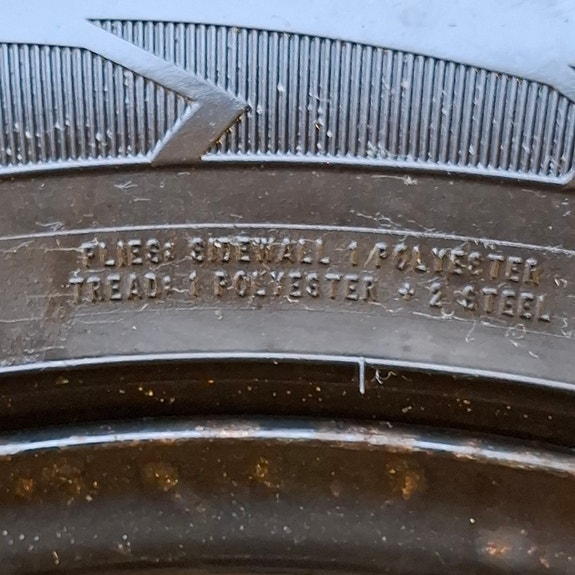 PLIES: SIDEWALL 1 POLYESTER
TREAD: 1 POLYESTER + 2 STEEL